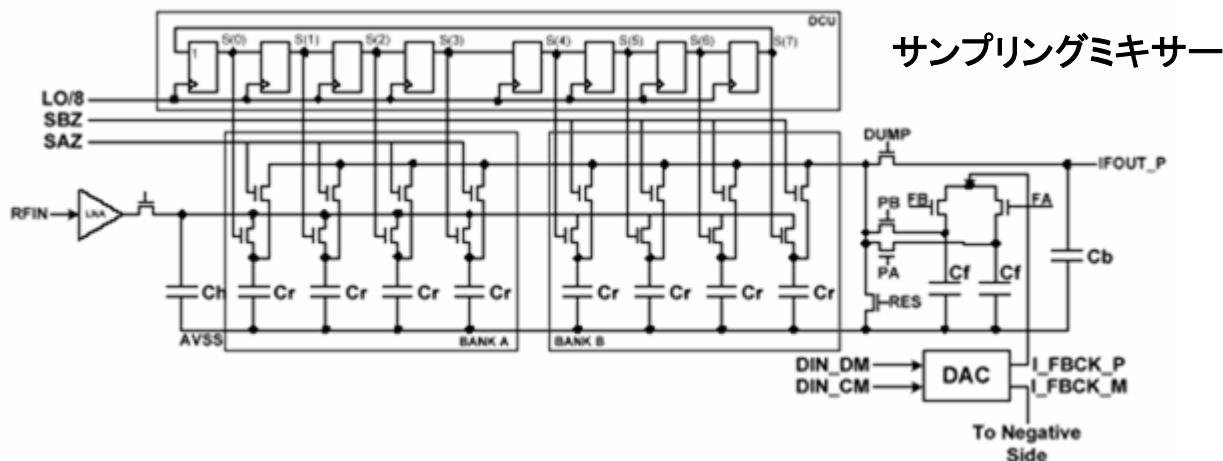 サンプリングミキサー
DCU
1
S(0) S(1) S(2) S(3) S(4) S(5) S(6) S(7)
LO/8
SBZ
SAZ
DUMP
IFOUT_P
RFIN
LNA
PB
FB
FA
PA
Cf Cf
Cb
Ch Cr Cr Cr Cr Cr Cr Cr Cr
RES
AVSS
BANK A
BANK B
DIN_DM
DIN_CM
DAC
I_FBCK_P
I_FBCK_M
To Negative
Side